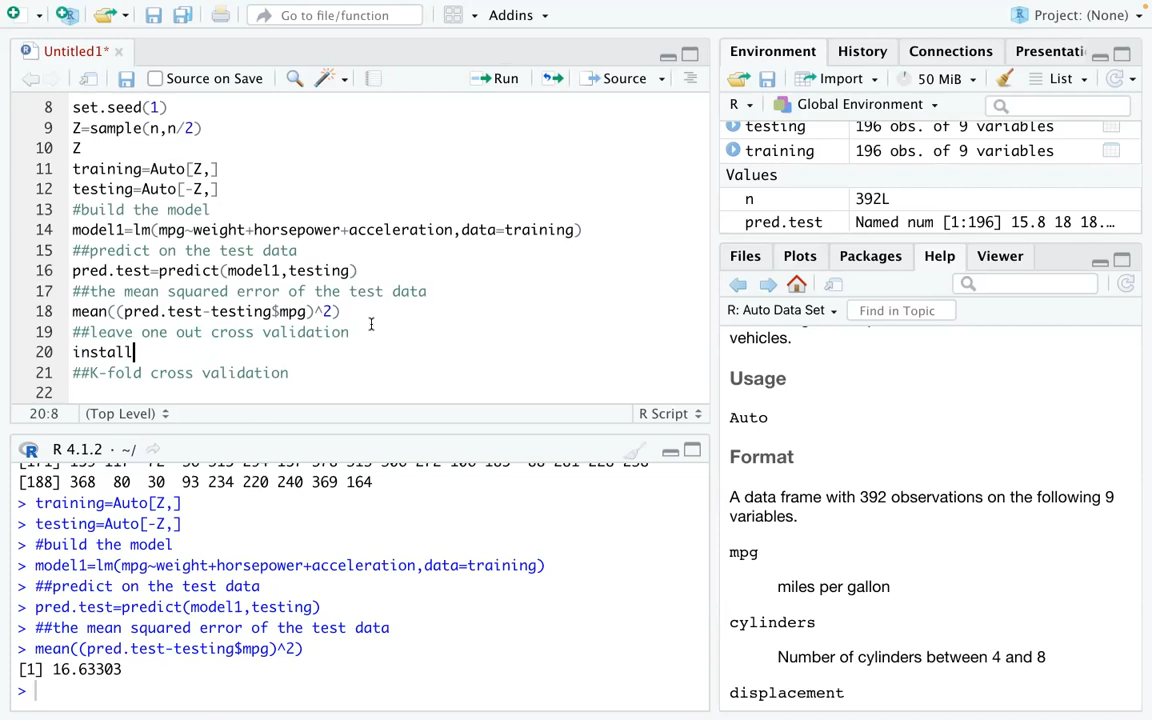 Go to file/function
Addins
Project: (None)
Untitled1*
Source on Save
Run
Source
8 set.seed(1)
9 Z=sample(n,n/2)
10 Z
11 training=Auto[Z,]
12 testing=Auto[-Z,]
13 #build the model
14 model1=lm(mpg~weight+horsepower+acceleration,data=training)
15 ##predict on the test data
16 pred.test=predict(model1,testing)
17 ##the mean squared error of the test data
18 mean((pred.test-testing$mpg)^2)
19 ##leave one out cross validation
20 install
21 ##K-fold cross validation
22
20:8 (Top Level) R Script
R 4.1.2 · ~/
[188] 368 80 30 93 234 220 240 369 164
> training=Auto[Z,]
> testing=Auto[-Z,]
> #build the model
> model1=lm(mpg~weight+horsepower+acceleration,data=training)
> ##predict on the test data
> pred.test=predict(model1,testing)
> ##the mean squared error of the test data
> mean((pred.test-testing$mpg)^2)
[1] 16.63303
>
Environment History Connections Presentati
Import 50 MiB List
R Global Environment
testing 196 obs. of 9 variables
training 196 obs. of 9 variables
Values
n 392L
pred.test Named num [1:196] 15.8 18 18.…
Files Plots Packages Help Viewer
R: Auto Data Set Find in Topic
vehicles.
Usage
Auto
Format
A data frame with 392 observations on the following 9
variables.
mpg
miles per gallon
cylinders
Number of cylinders between 4 and 8
displacement